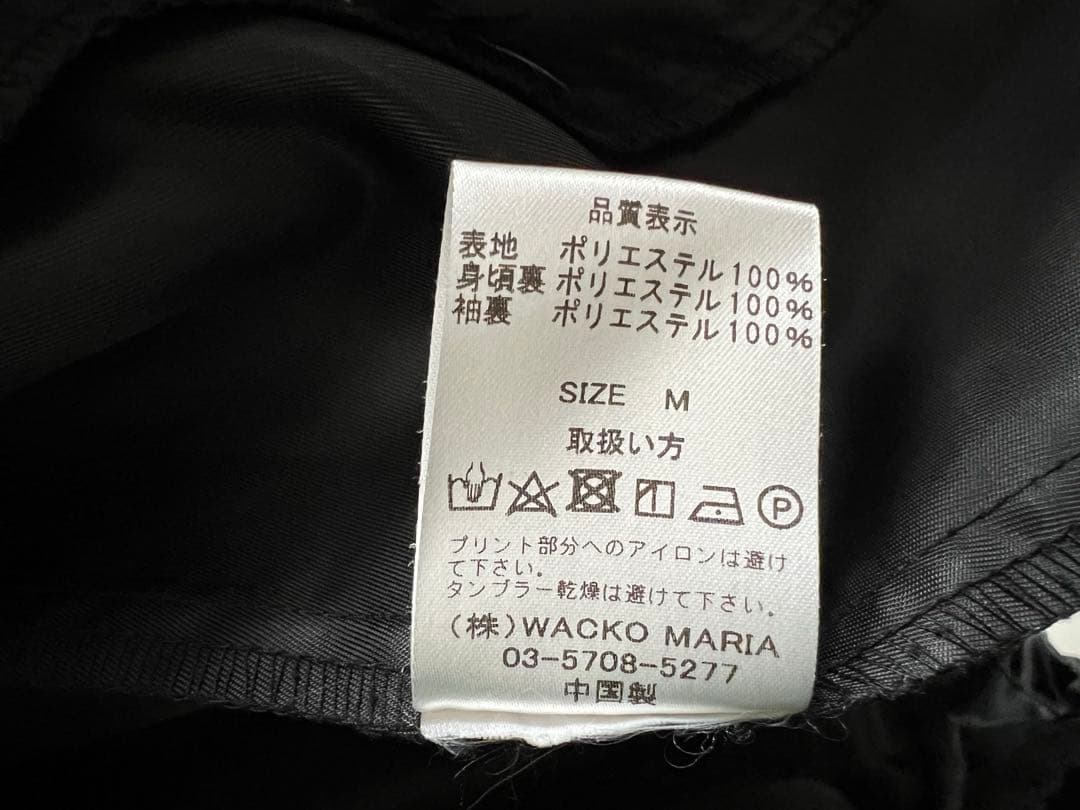 品質表示
表地 ポリエステル100%
身頃裏 ポリエステル100%
袖裏 ポリエステル100%
SIZE M
取扱い方
P
プリント部分へのアイロンは避け
て下さい。
タンブラー乾燥は避けて下さい。
(株)WACKO MARIA
03-5708-5277
中国製